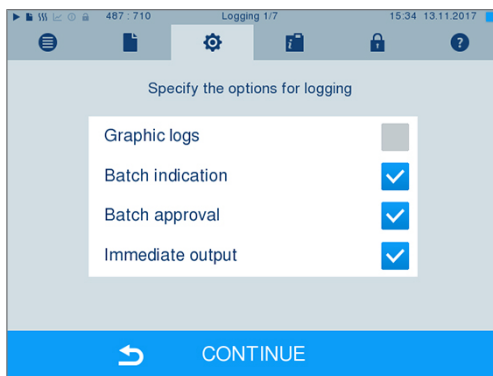 487 : 710 Logging 1/7 15:34 13.11.2017
Specify the options for logging
Graphic logs
Batch indication
Batch approval
Immediate output
CONTINUE